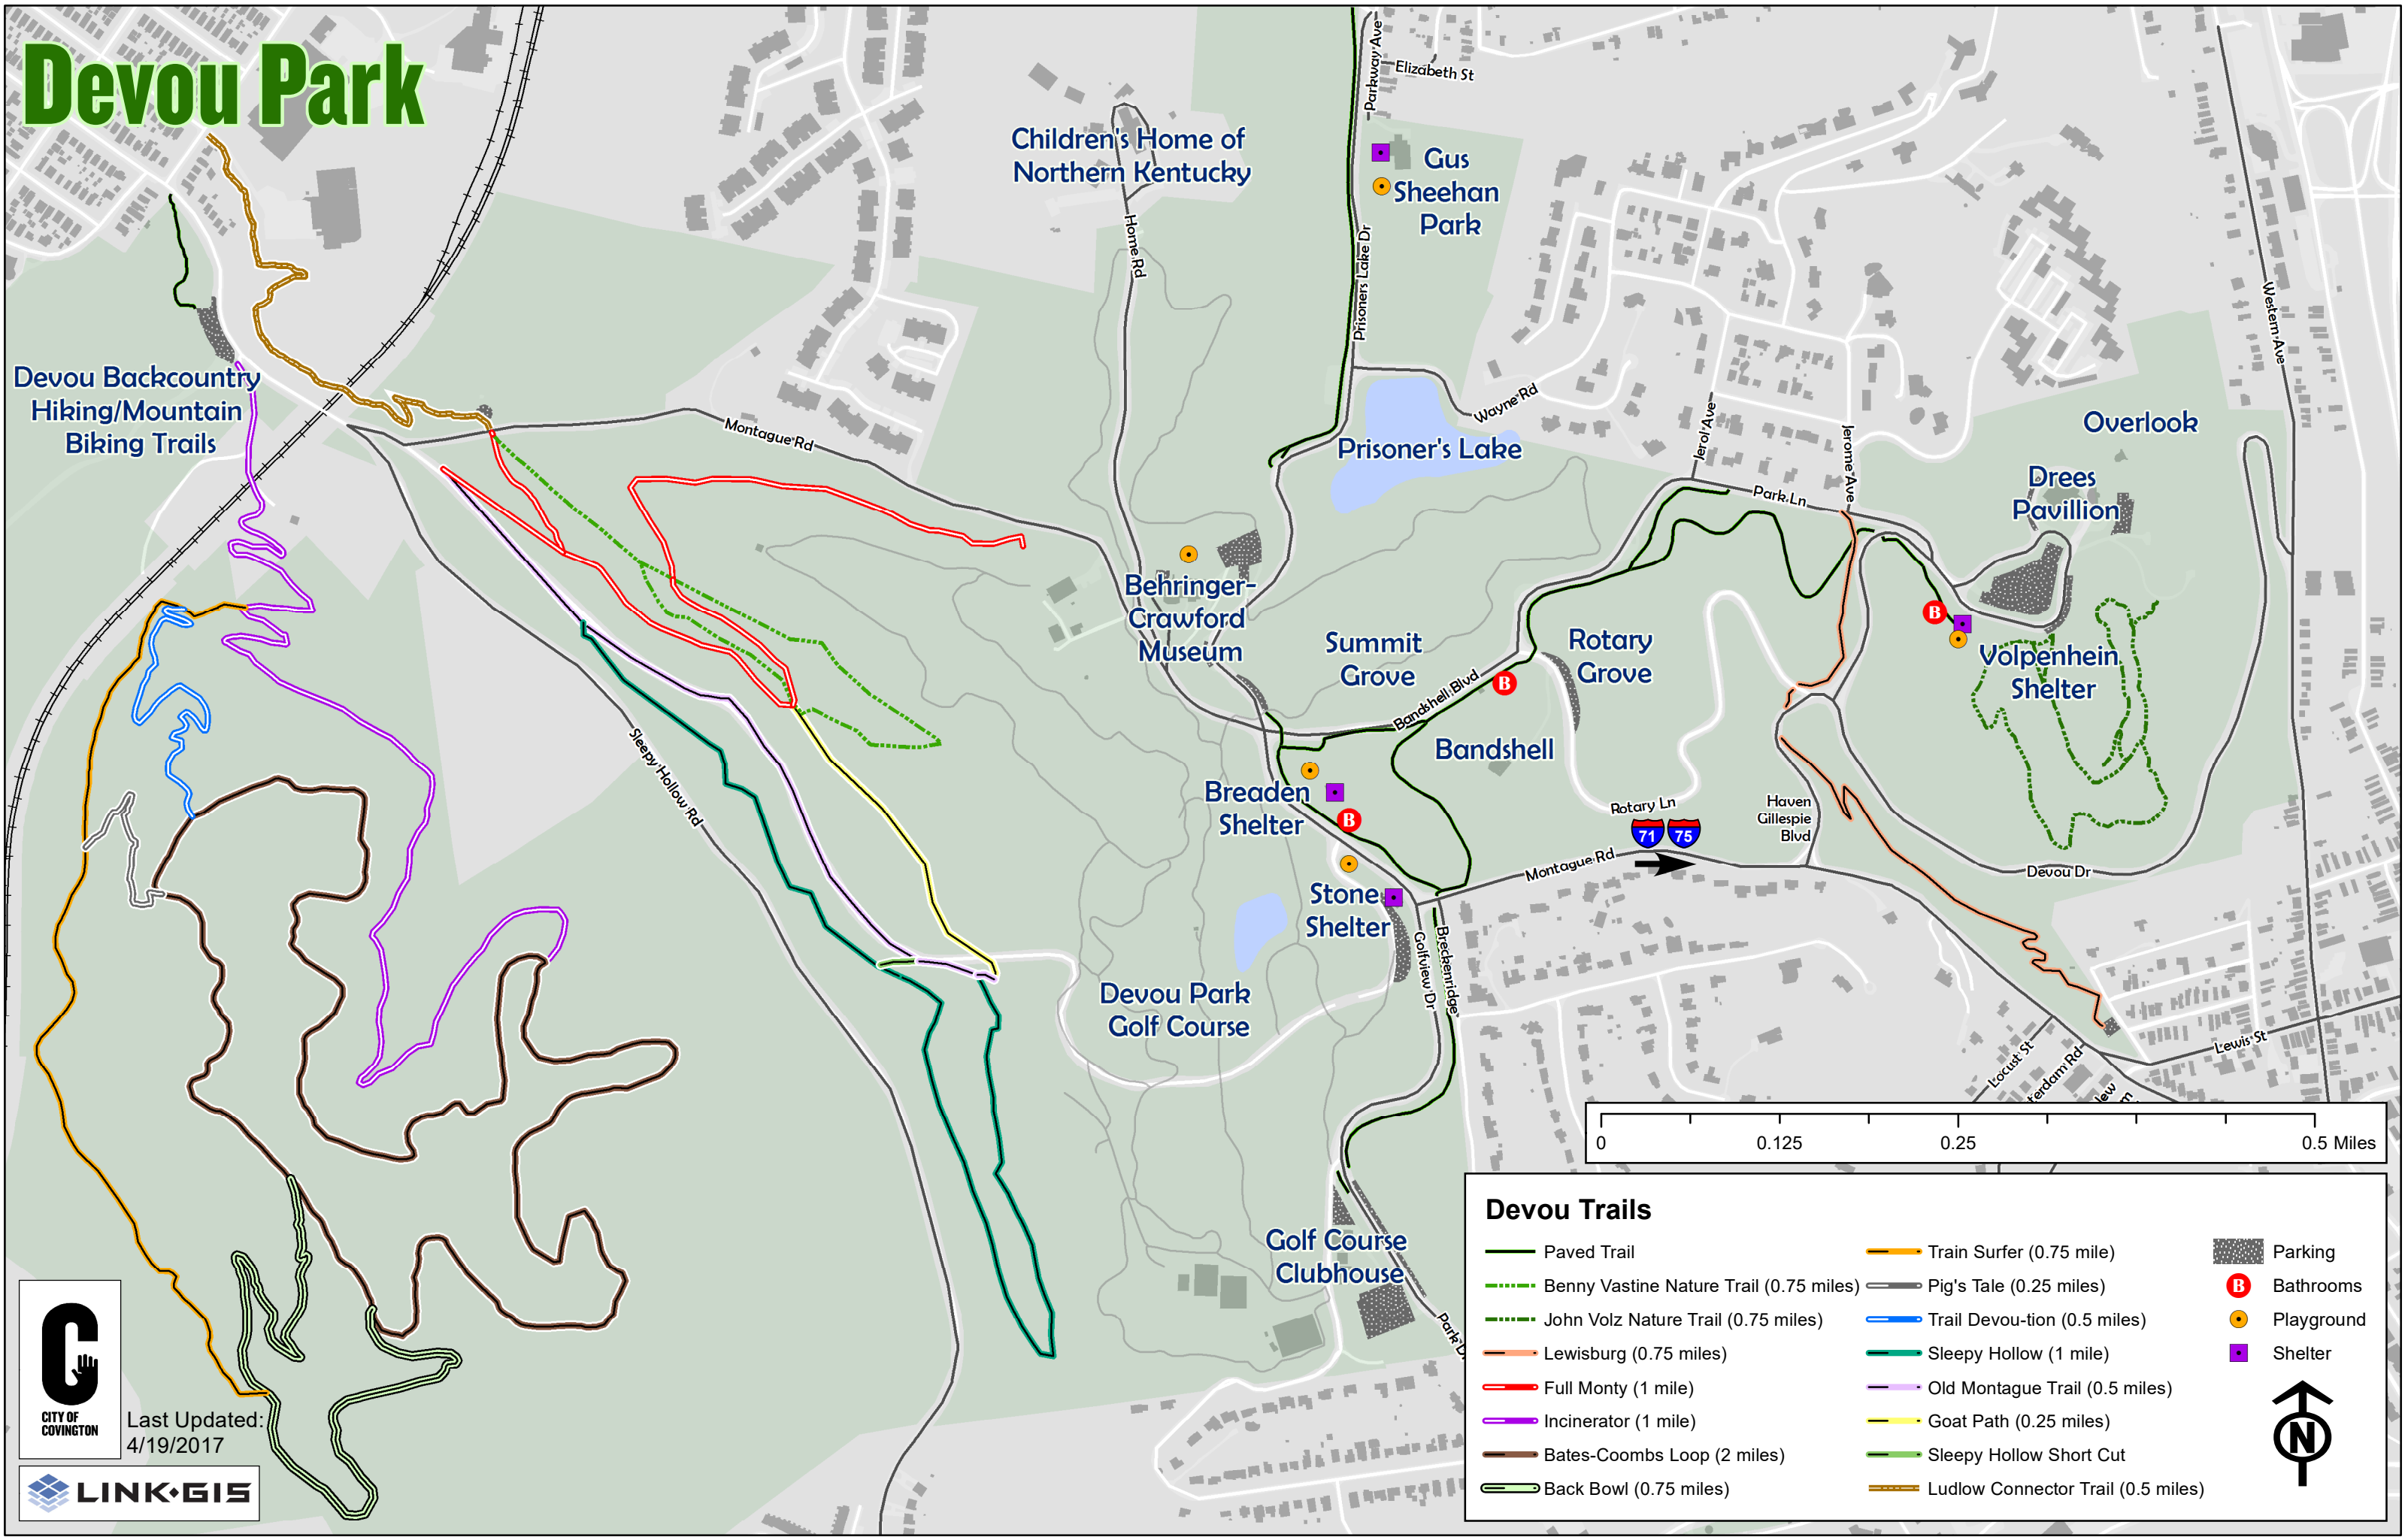 Devou Park
Parkway Ave
Elizabeth St
Children's Home of
Northern Kentucky
Gus
Sheehan
Park
Home Rd
Prisoners Lake Dr
Western Ave
Devou Backcountry
Hiking/Mountain
Biking Trails
Montague Rd
Wayne Rd
Prisoner's Lake
Jerol Ave
Jerome Ave
Park Ln
Overlook
Drees
Pavillion
Behringer-
Crawford
Museum
Summit
Grove
Rotary
Grove
Volpenhein
Shelter
Bandshell Blvd
Bandshell
Sleepy Hollow Rd
Breaden
Shelter
B
B
B
Rotary Ln
71
75
Haven
Gillespie
Blvd
Montague Rd
Devou Dr
Stone
Shelter
Golfview Dr
Breckenridge
Devou Park
Golf Course
Lewis St
Locust St
terdam Rd
Golf Course
Clubhouse
0
0.125
0.25
0.5 Miles
Devou Trails
Paved Trail
Benny Vastine Nature Trail (0.75 miles)
John Volz Nature Trail (0.75 miles)
Lewisburg (0.75 miles)
Full Monty (1 mile)
Incinerator (1 mile)
Bates-Coombs Loop (2 miles)
Back Bowl (0.75 miles)
Train Surfer (0.75 mile)
Pig's Tale (0.25 miles)
Trail Devou-tion (0.5 miles)
Sleepy Hollow (1 mile)
Old Montague Trail (0.5 miles)
Goat Path (0.25 miles)
Sleepy Hollow Short Cut
Ludlow Connector Trail (0.5 miles)
Parking
B Bathrooms
Playground
Shelter
N
C
CITY OF
COVINGTON
Last Updated:
4/19/2017
LINK•GIS